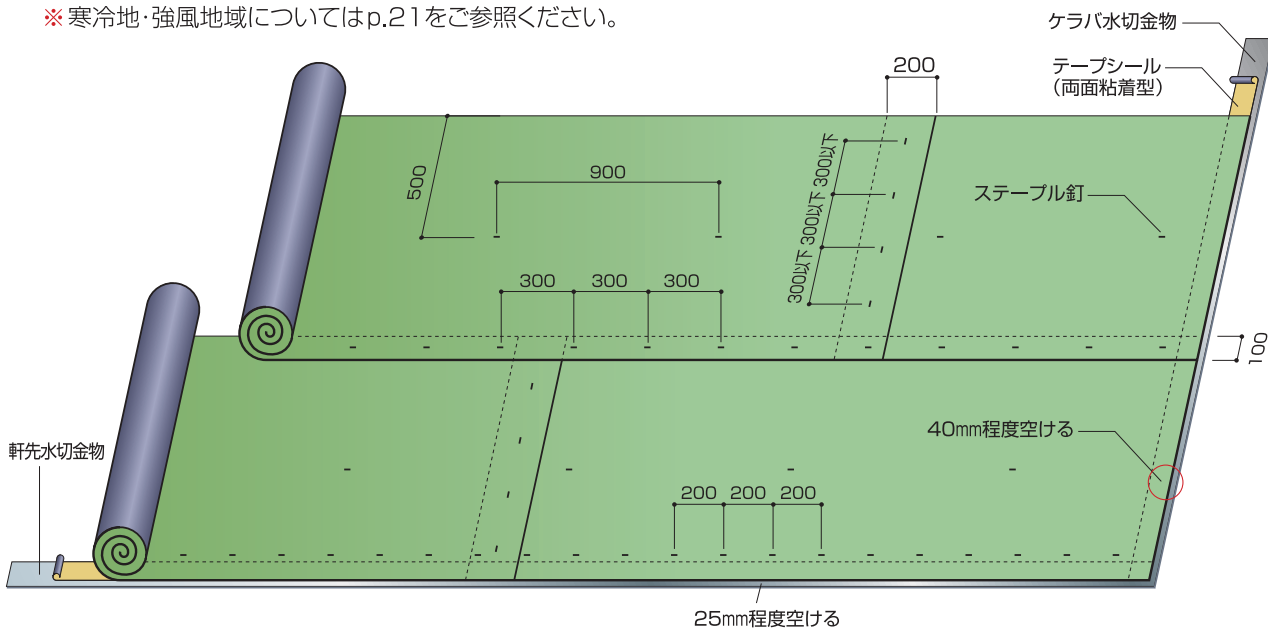 ※寒冷地・強風地域についてはp.21をご参照ください。
ケラバ水切金物
テープシール
（両面粘着型）
200
500
900
300以下
300以下
300以下
ステープル釘
300
300
300
100
40mm程度空ける
軒先水切金物
200
200
200
25mm程度空ける